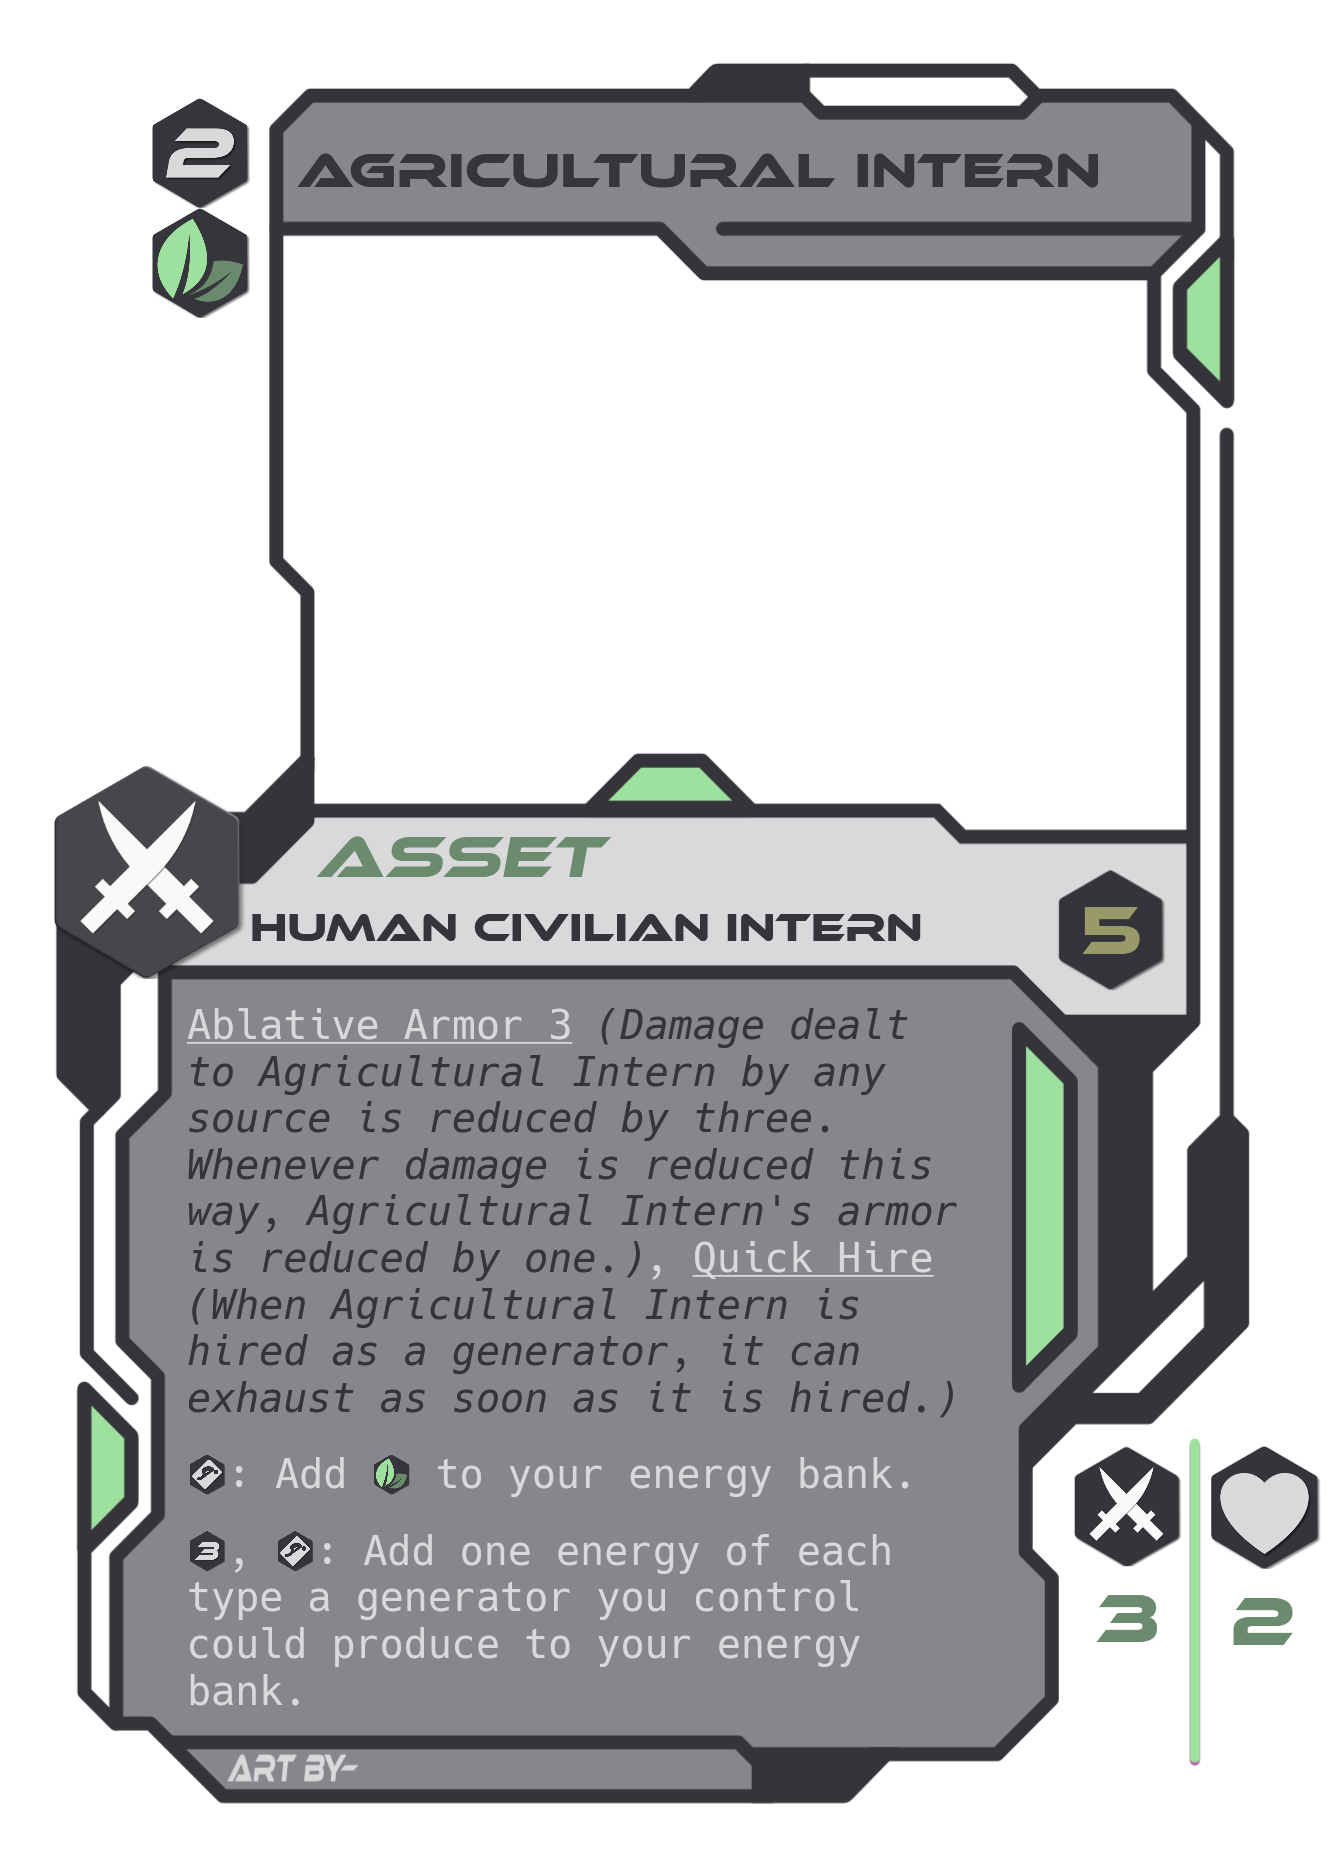 2
AGRICULTURAL INTERN
ASSET
HUMAN CIVILIAN INTERN
5
Ablative Armor 3 (Damage dealt
to Agricultural Intern by any
source is reduced by three.
Whenever damage is reduced this
way, Agricultural Intern's armor
is reduced by one.), Quick Hire
(When Agricultural Intern is
hired as a generator, it can
exhaust as soon as it is hired.)
: Add to your energy bank.
3, : Add one energy of each
type a generator you control
could produce to your energy
bank.
3 2
ART BY-